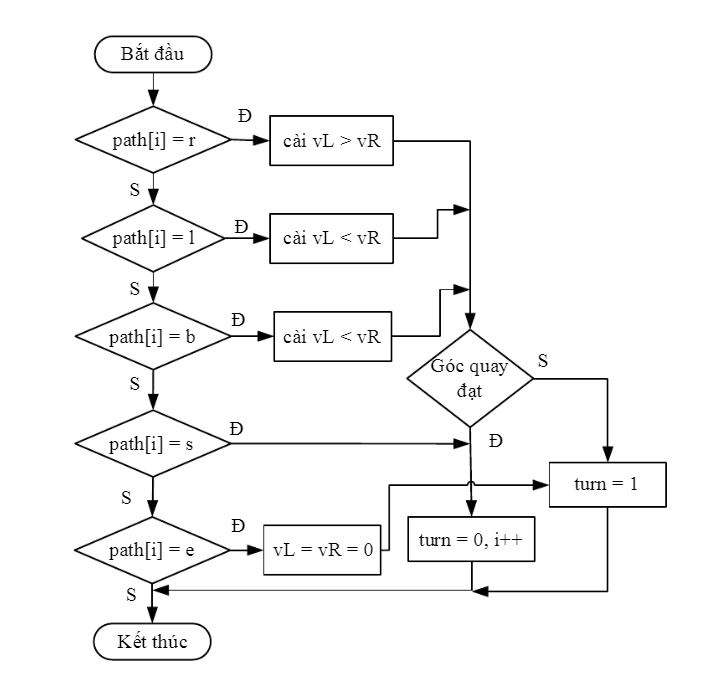 Bắt đầu
Đ
path[i] = r
cài vL > vR
S
path[i] = l
Đ
cài vL < vR
S
path[i] = b
Đ
cài vL < vR
S
Góc quay
đạt
S
Đ
path[i] = s
Đ
S
turn = 1
path[i] = e
Đ
vL = vR = 0
turn = 0, i++
S
Kết thúc